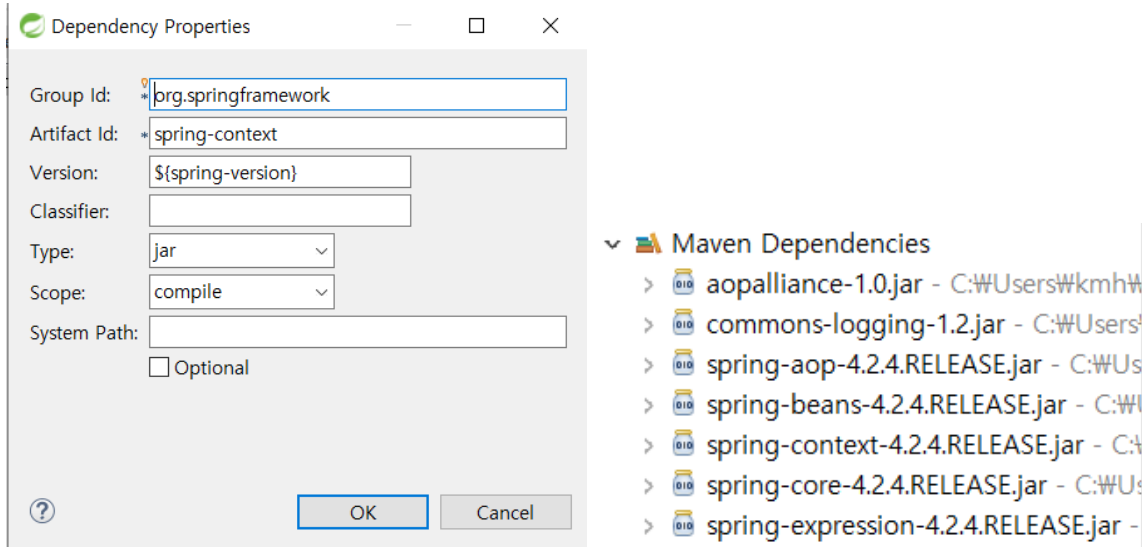 Dependency Properties
Group Id: * org.springframework
Artifact Id: * spring-context
Version: ${spring-version}
Classifier:
Type: jar
Scope: compile
System Path:
Optional
OK Cancel
Maven Dependencies
aopalliance-1.0.jar - C:₩Users₩kmh₩
commons-logging-1.2.jar - C:₩Users₩
spring-aop-4.2.4.RELEASE.jar - C:₩Us
spring-beans-4.2.4.RELEASE.jar - C:₩U
spring-context-4.2.4.RELEASE.jar - C:₩
spring-core-4.2.4.RELEASE.jar - C:₩Us
spring-expression-4.2.4.RELEASE.jar -